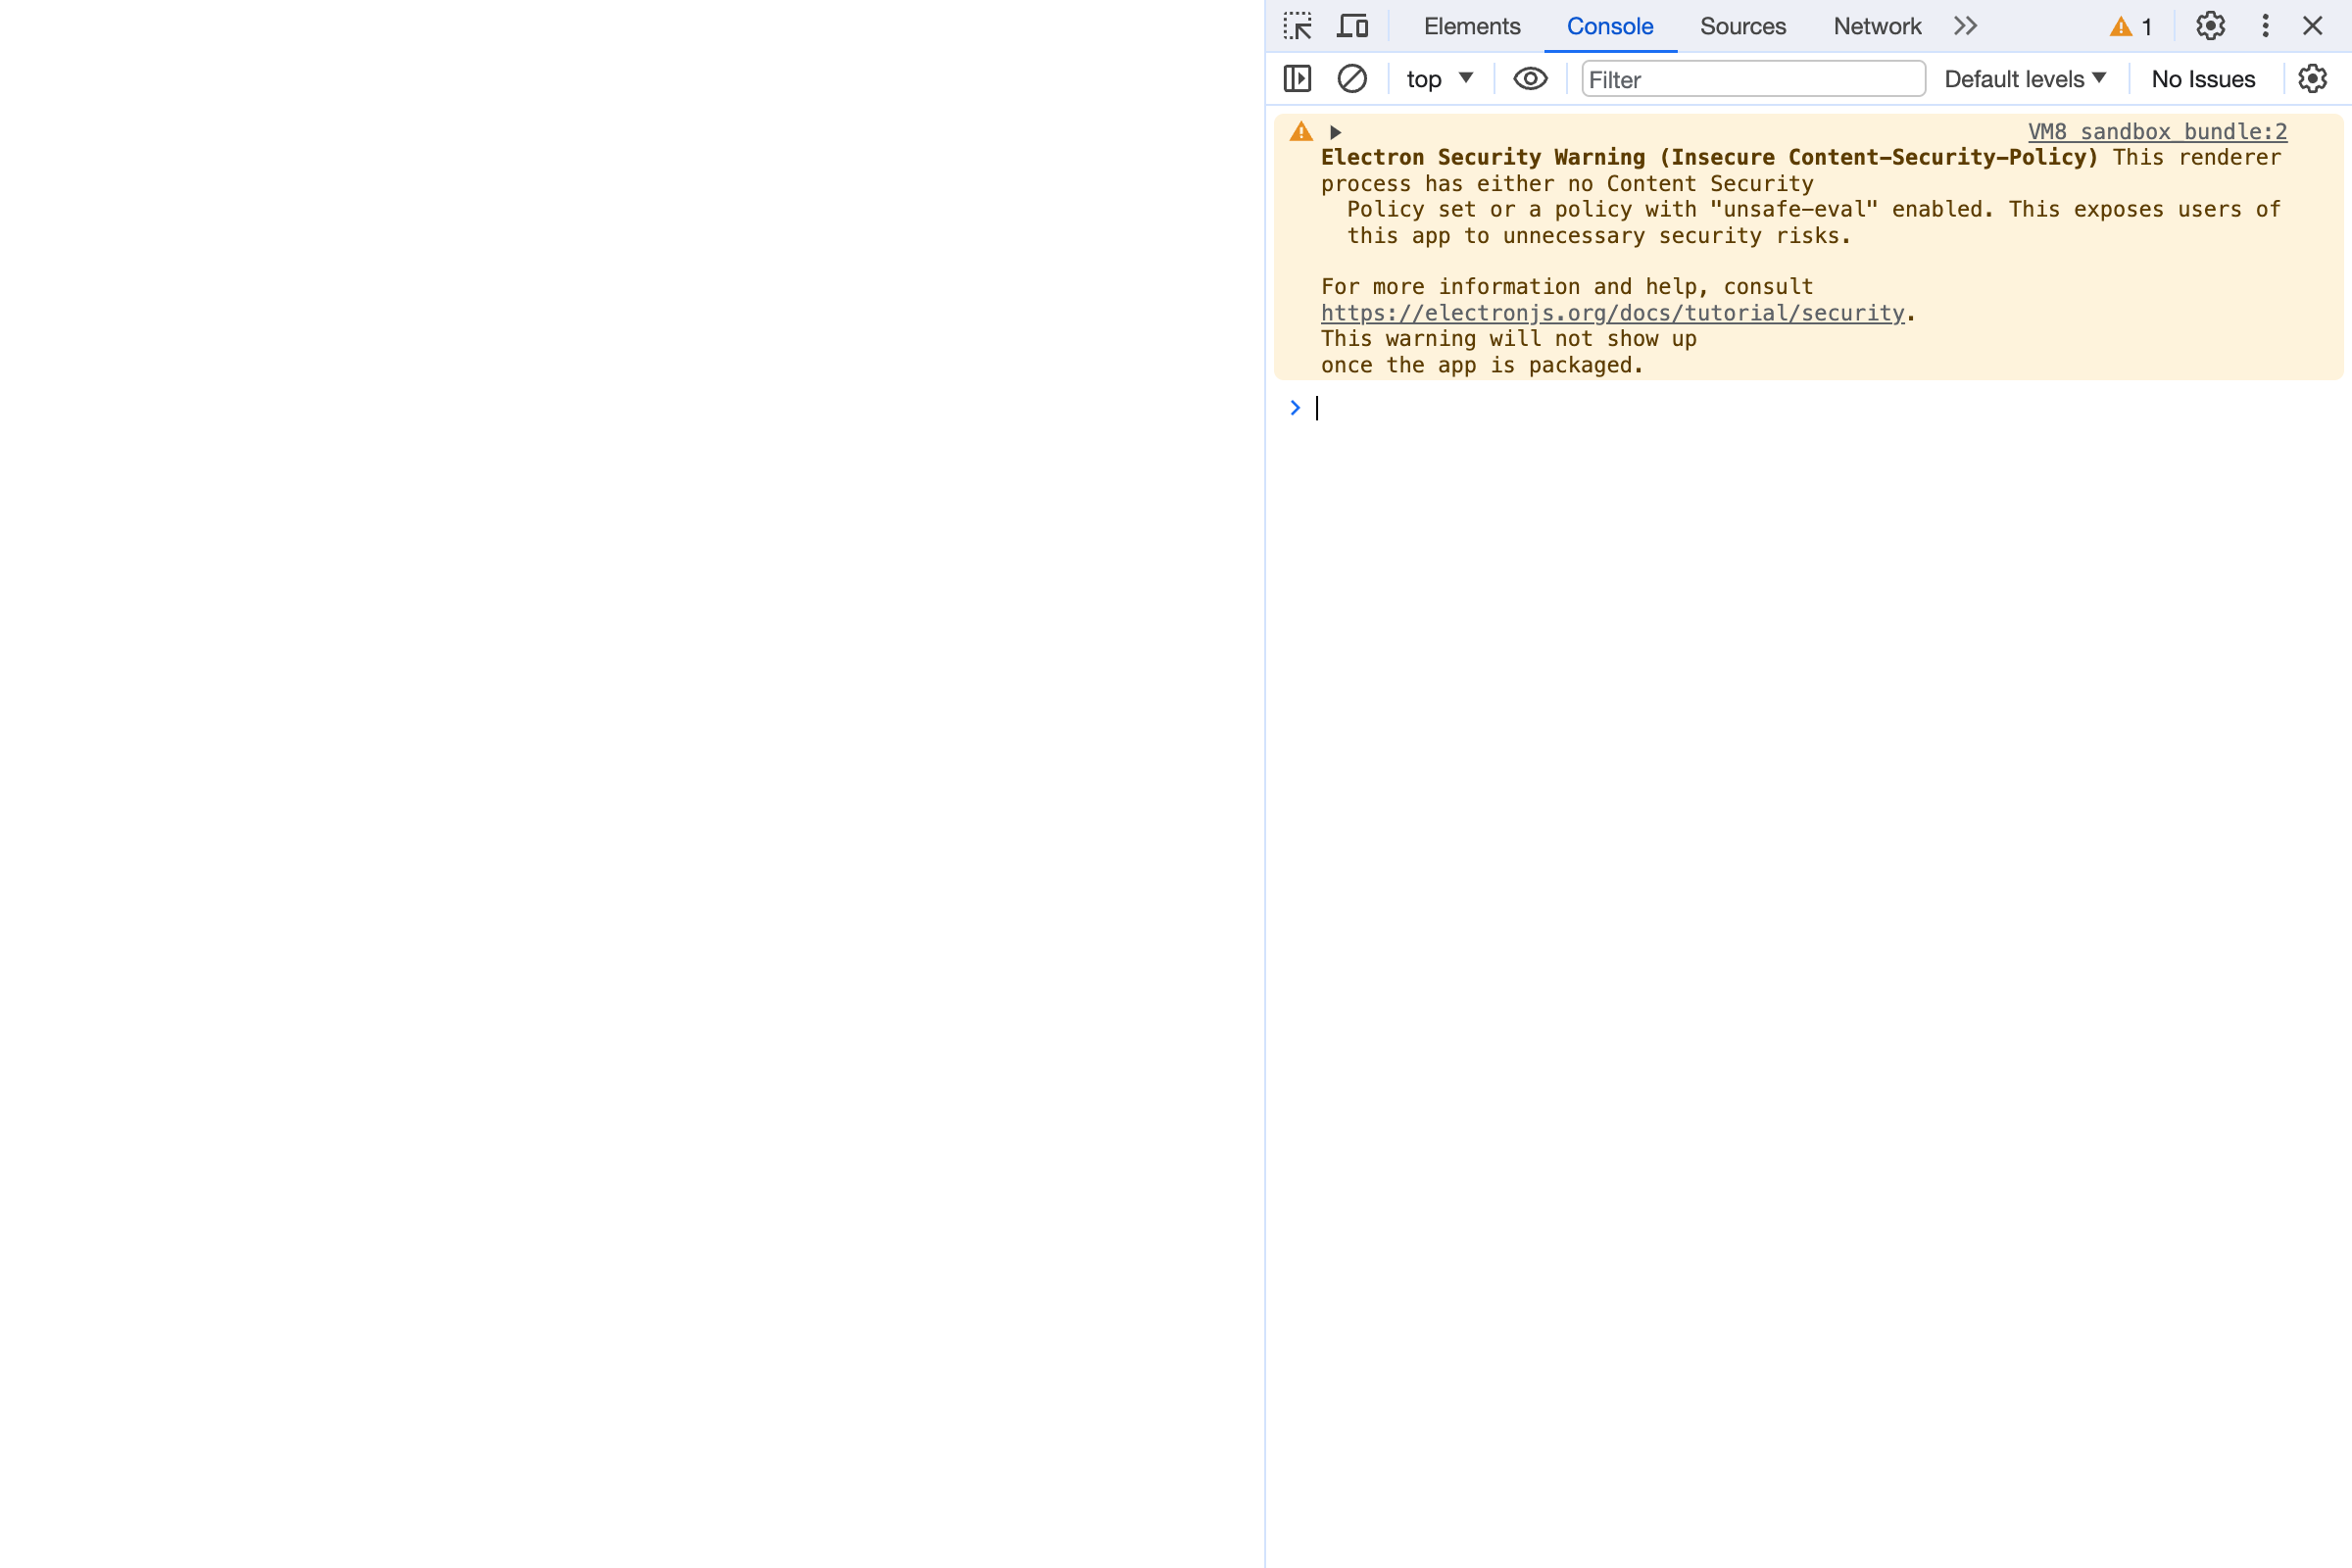 Elements Console Sources Network 1
top Filter Default levels No Issues
VM8 sandbox_bundle:2
Electron Security Warning (Insecure Content-Security-Policy) This renderer
process has either no Content Security
Policy set or a policy with "unsafe-eval" enabled. This exposes users of
this app to unnecessary security risks.
For more information and help, consult
https://electronjs.org/docs/tutorial/security.
This warning will not show up
once the app is packaged.